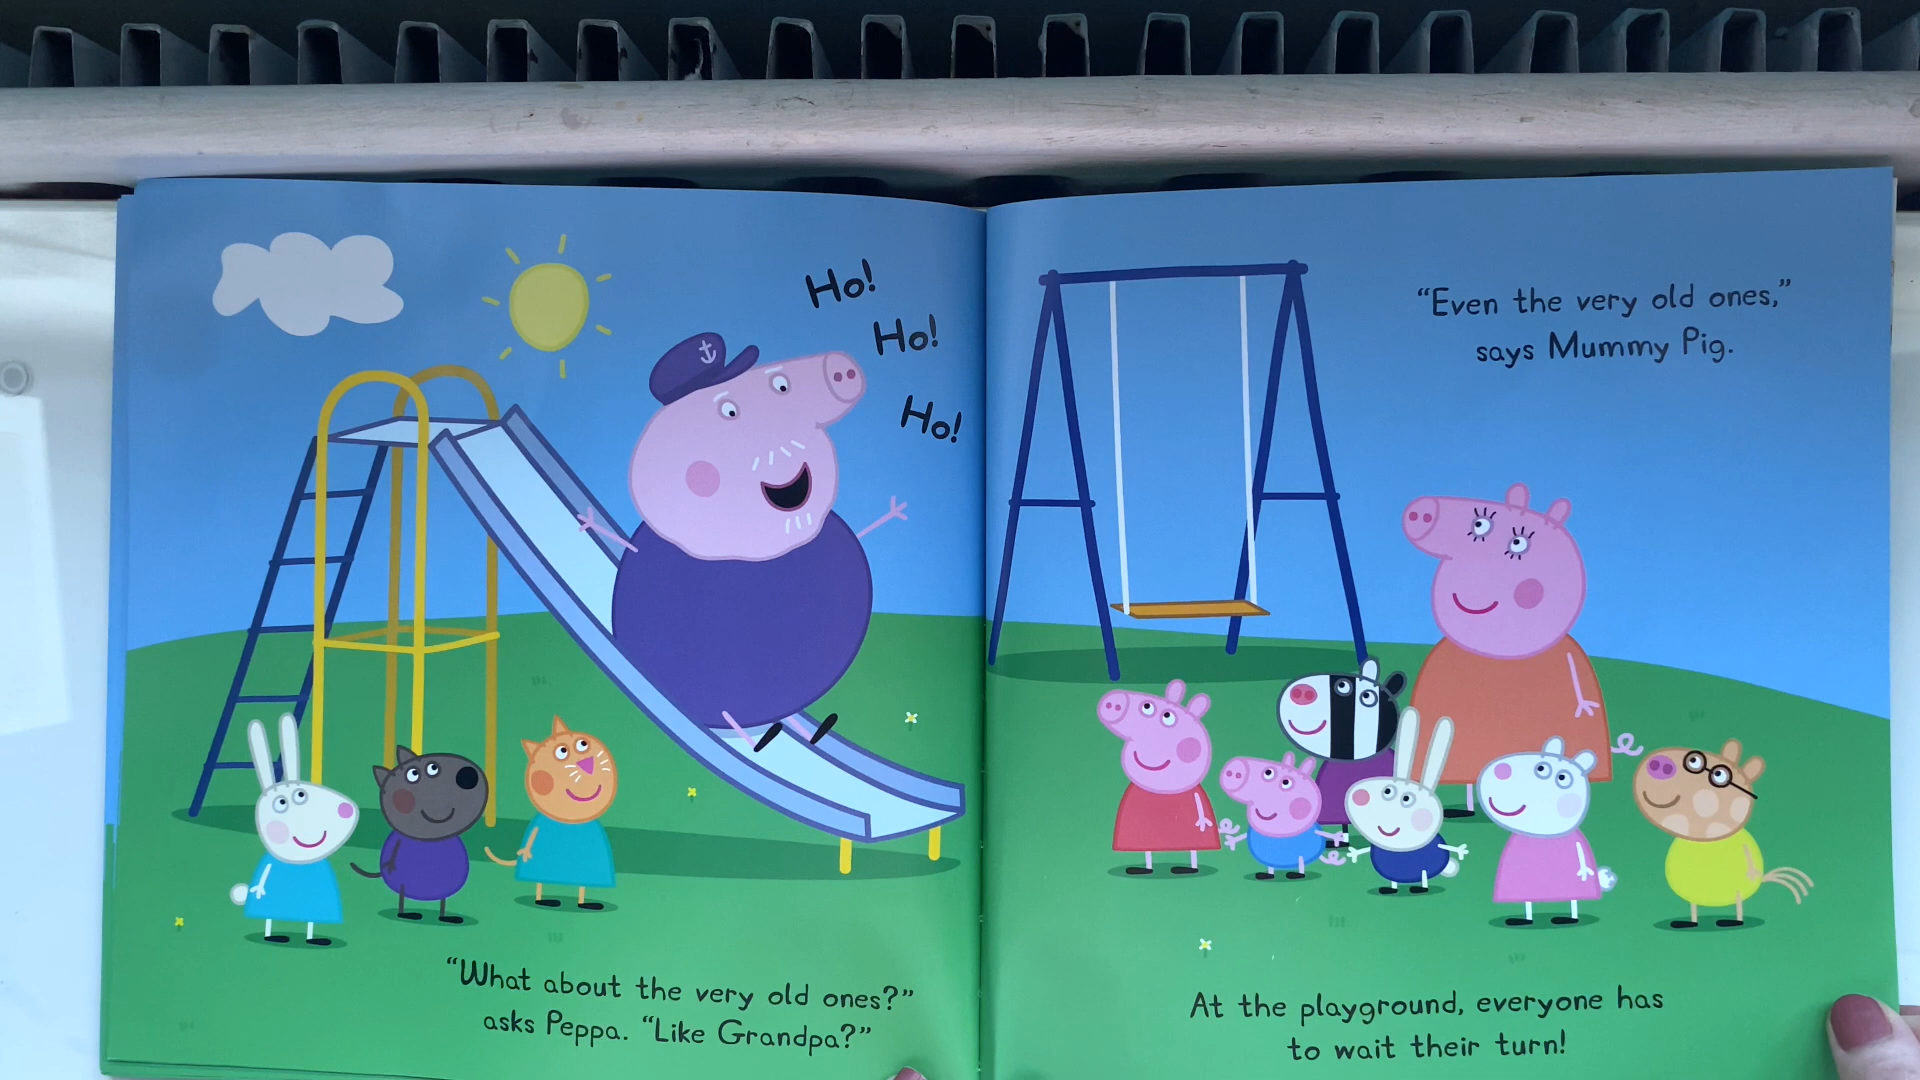 Ho!
Ho!
Ho!
“What about the very old ones?”
asks Peppa. “Like Grandpa?”
“Even the very old ones,”
says Mummy Pig.
At the playground, everyone has
to wait their turn!